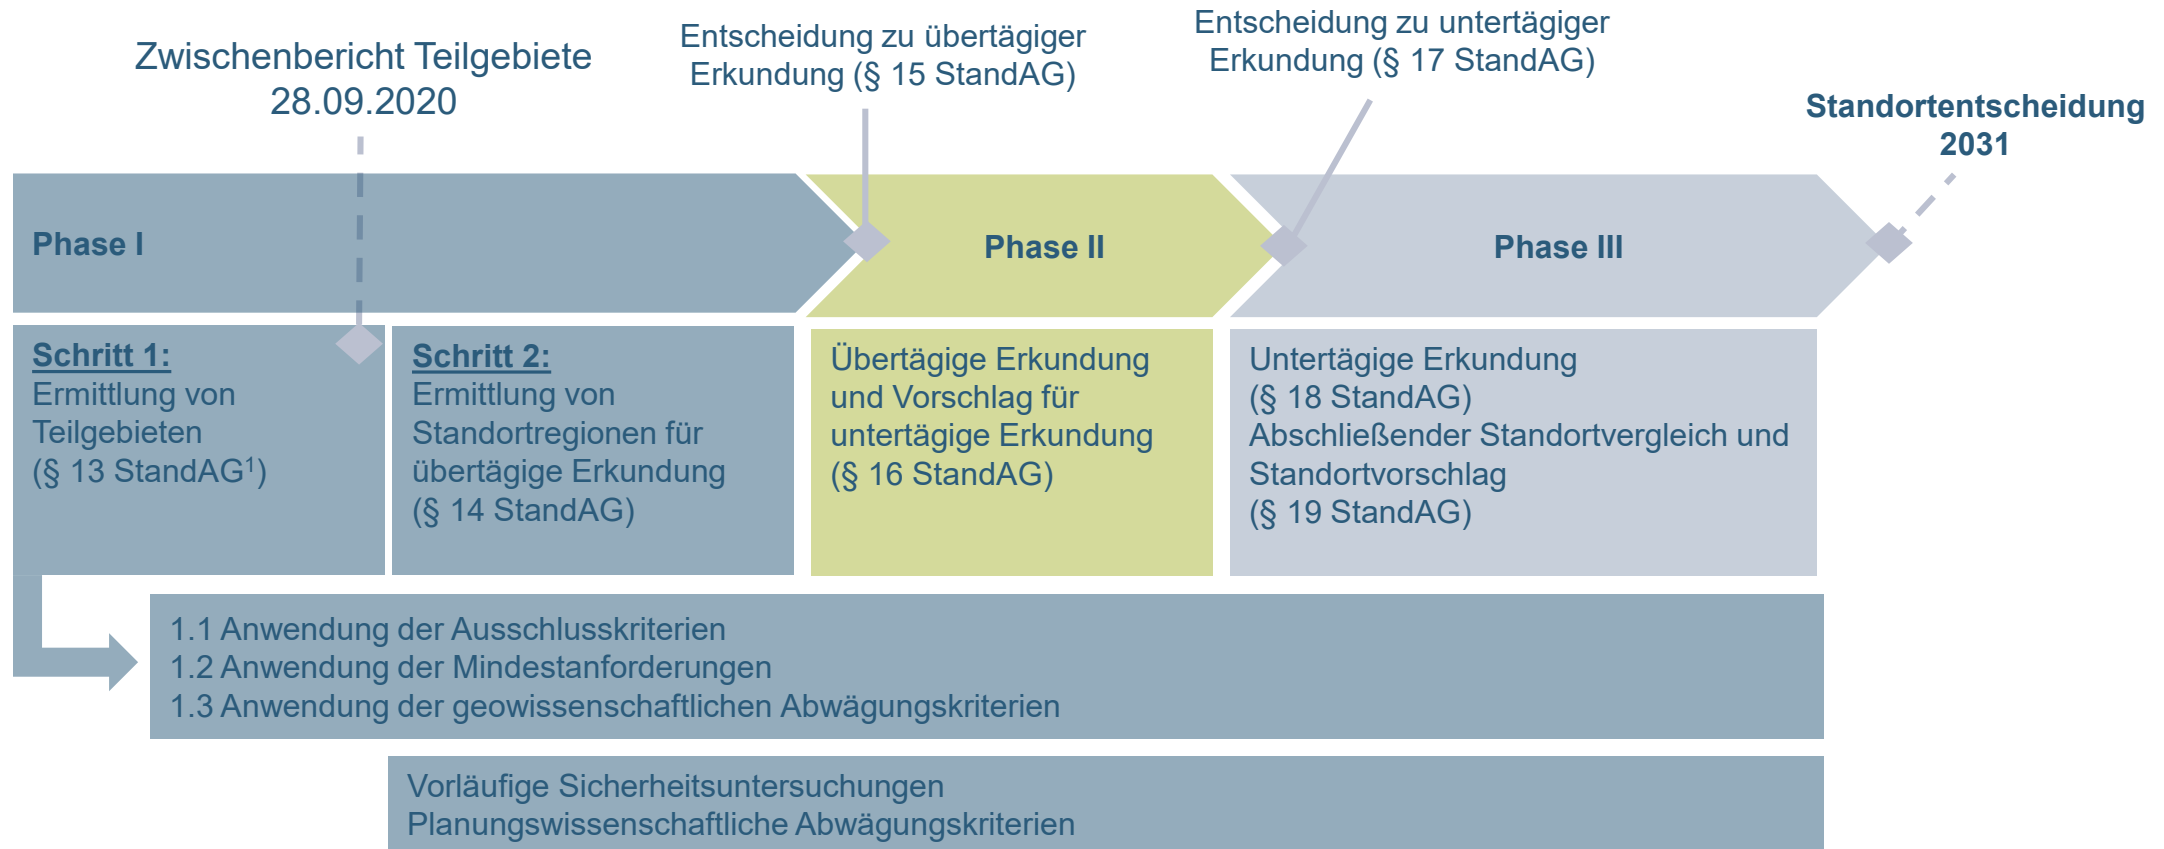 Zwischenbericht Teilgebiete
28.09.2020
Entscheidung zu übertägiger
Erkundung (§ 15 StandAG)
Entscheidung zu untertägiger
Erkundung (§ 17 StandAG)
Standortentscheidung
2031
Phase I
Phase II
Phase III
Schritt 1:
Ermittlung von
Teilgebieten
(§ 13 StandAG¹)
Schritt 2:
Ermittlung von
Standortregionen für
übertägige Erkundung
(§ 14 StandAG)
Übertägige Erkundung
und Vorschlag für
untertägige Erkundung
(§ 16 StandAG)
Untertägige Erkundung
(§ 18 StandAG)
Abschließender Standortvergleich und
Standortvorschlag
(§ 19 StandAG)
1.1 Anwendung der Ausschlusskriterien
1.2 Anwendung der Mindestanforderungen
1.3 Anwendung der geowissenschaftlichen Abwägungskriterien
Vorläufige Sicherheitsuntersuchungen
Planungswissenschaftliche Abwägungskriterien